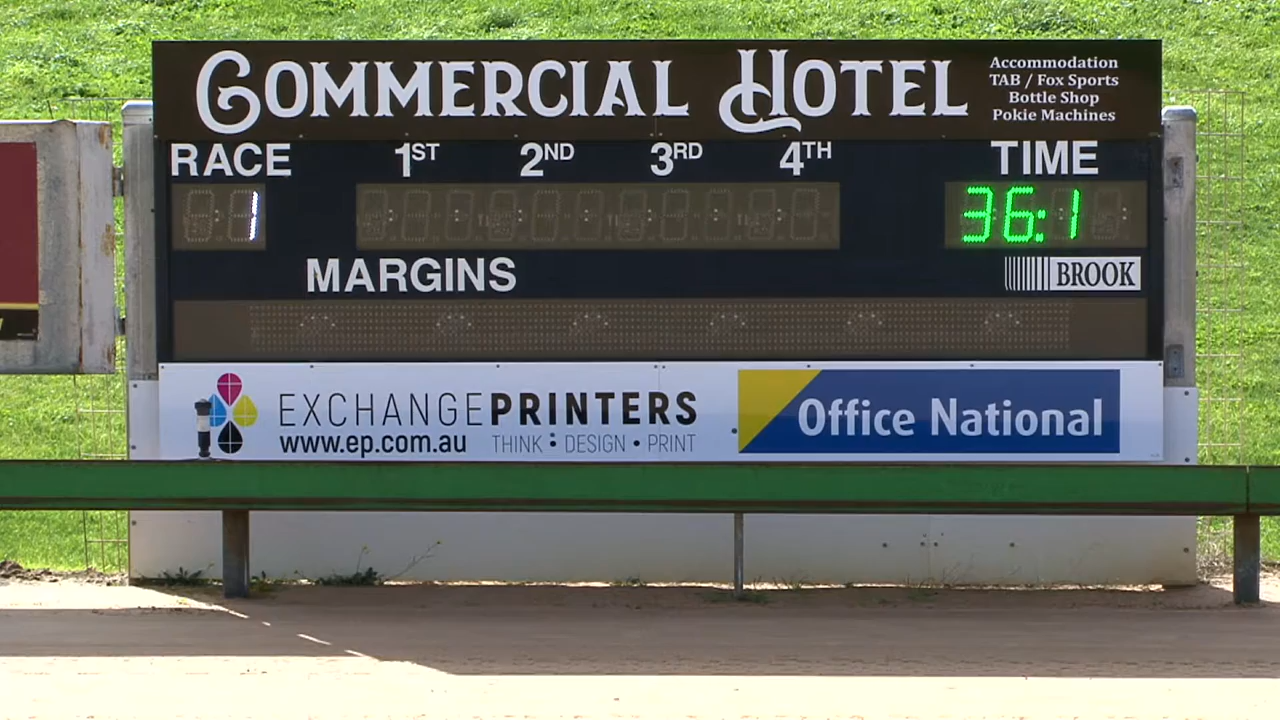 COMMERCIAL HOTEL
Accommodation
TAB / Fox Sports
Bottle Shop
Pokie Machines
RACE 1ST 2ND 3RD 4TH TIME
1 36:1
MARGINS
BROOK
EXCHANGEPRINTERS
www.ep.com.au THINK • DESIGN • PRINT
Office National